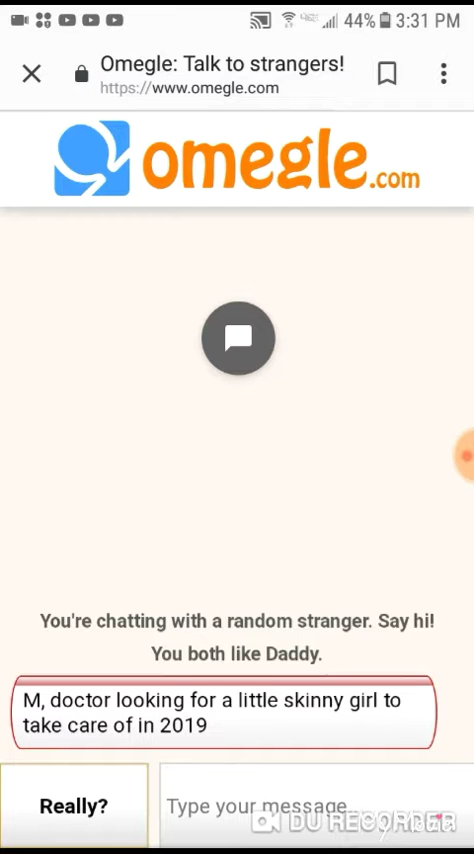 44% 3:31 PM
Omegle: Talk to strangers!
https://www.omegle.com
omegle.com
You're chatting with a random stranger. Say hi!
You both like Daddy.
M, doctor looking for a little skinny girl to
take care of in 2019
Really?
Type your message...
DU RECORDER